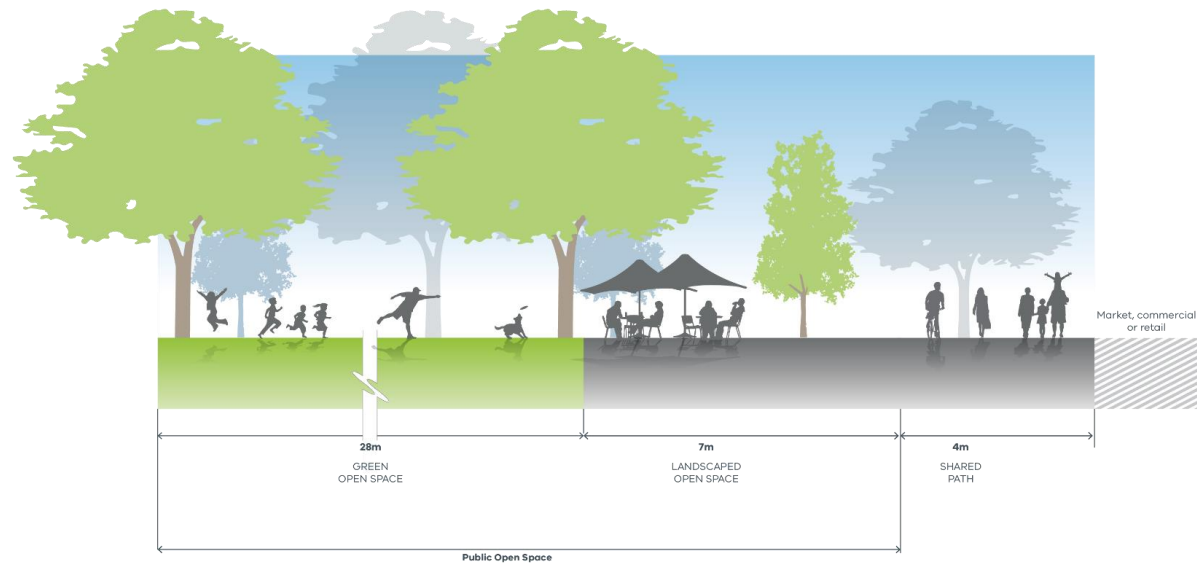 Market, commercial
or retail
28m
7m
4m
GREEN
OPEN SPACE
LANDSCAPED
OPEN SPACE
SHARED
PATH
Public Open Space